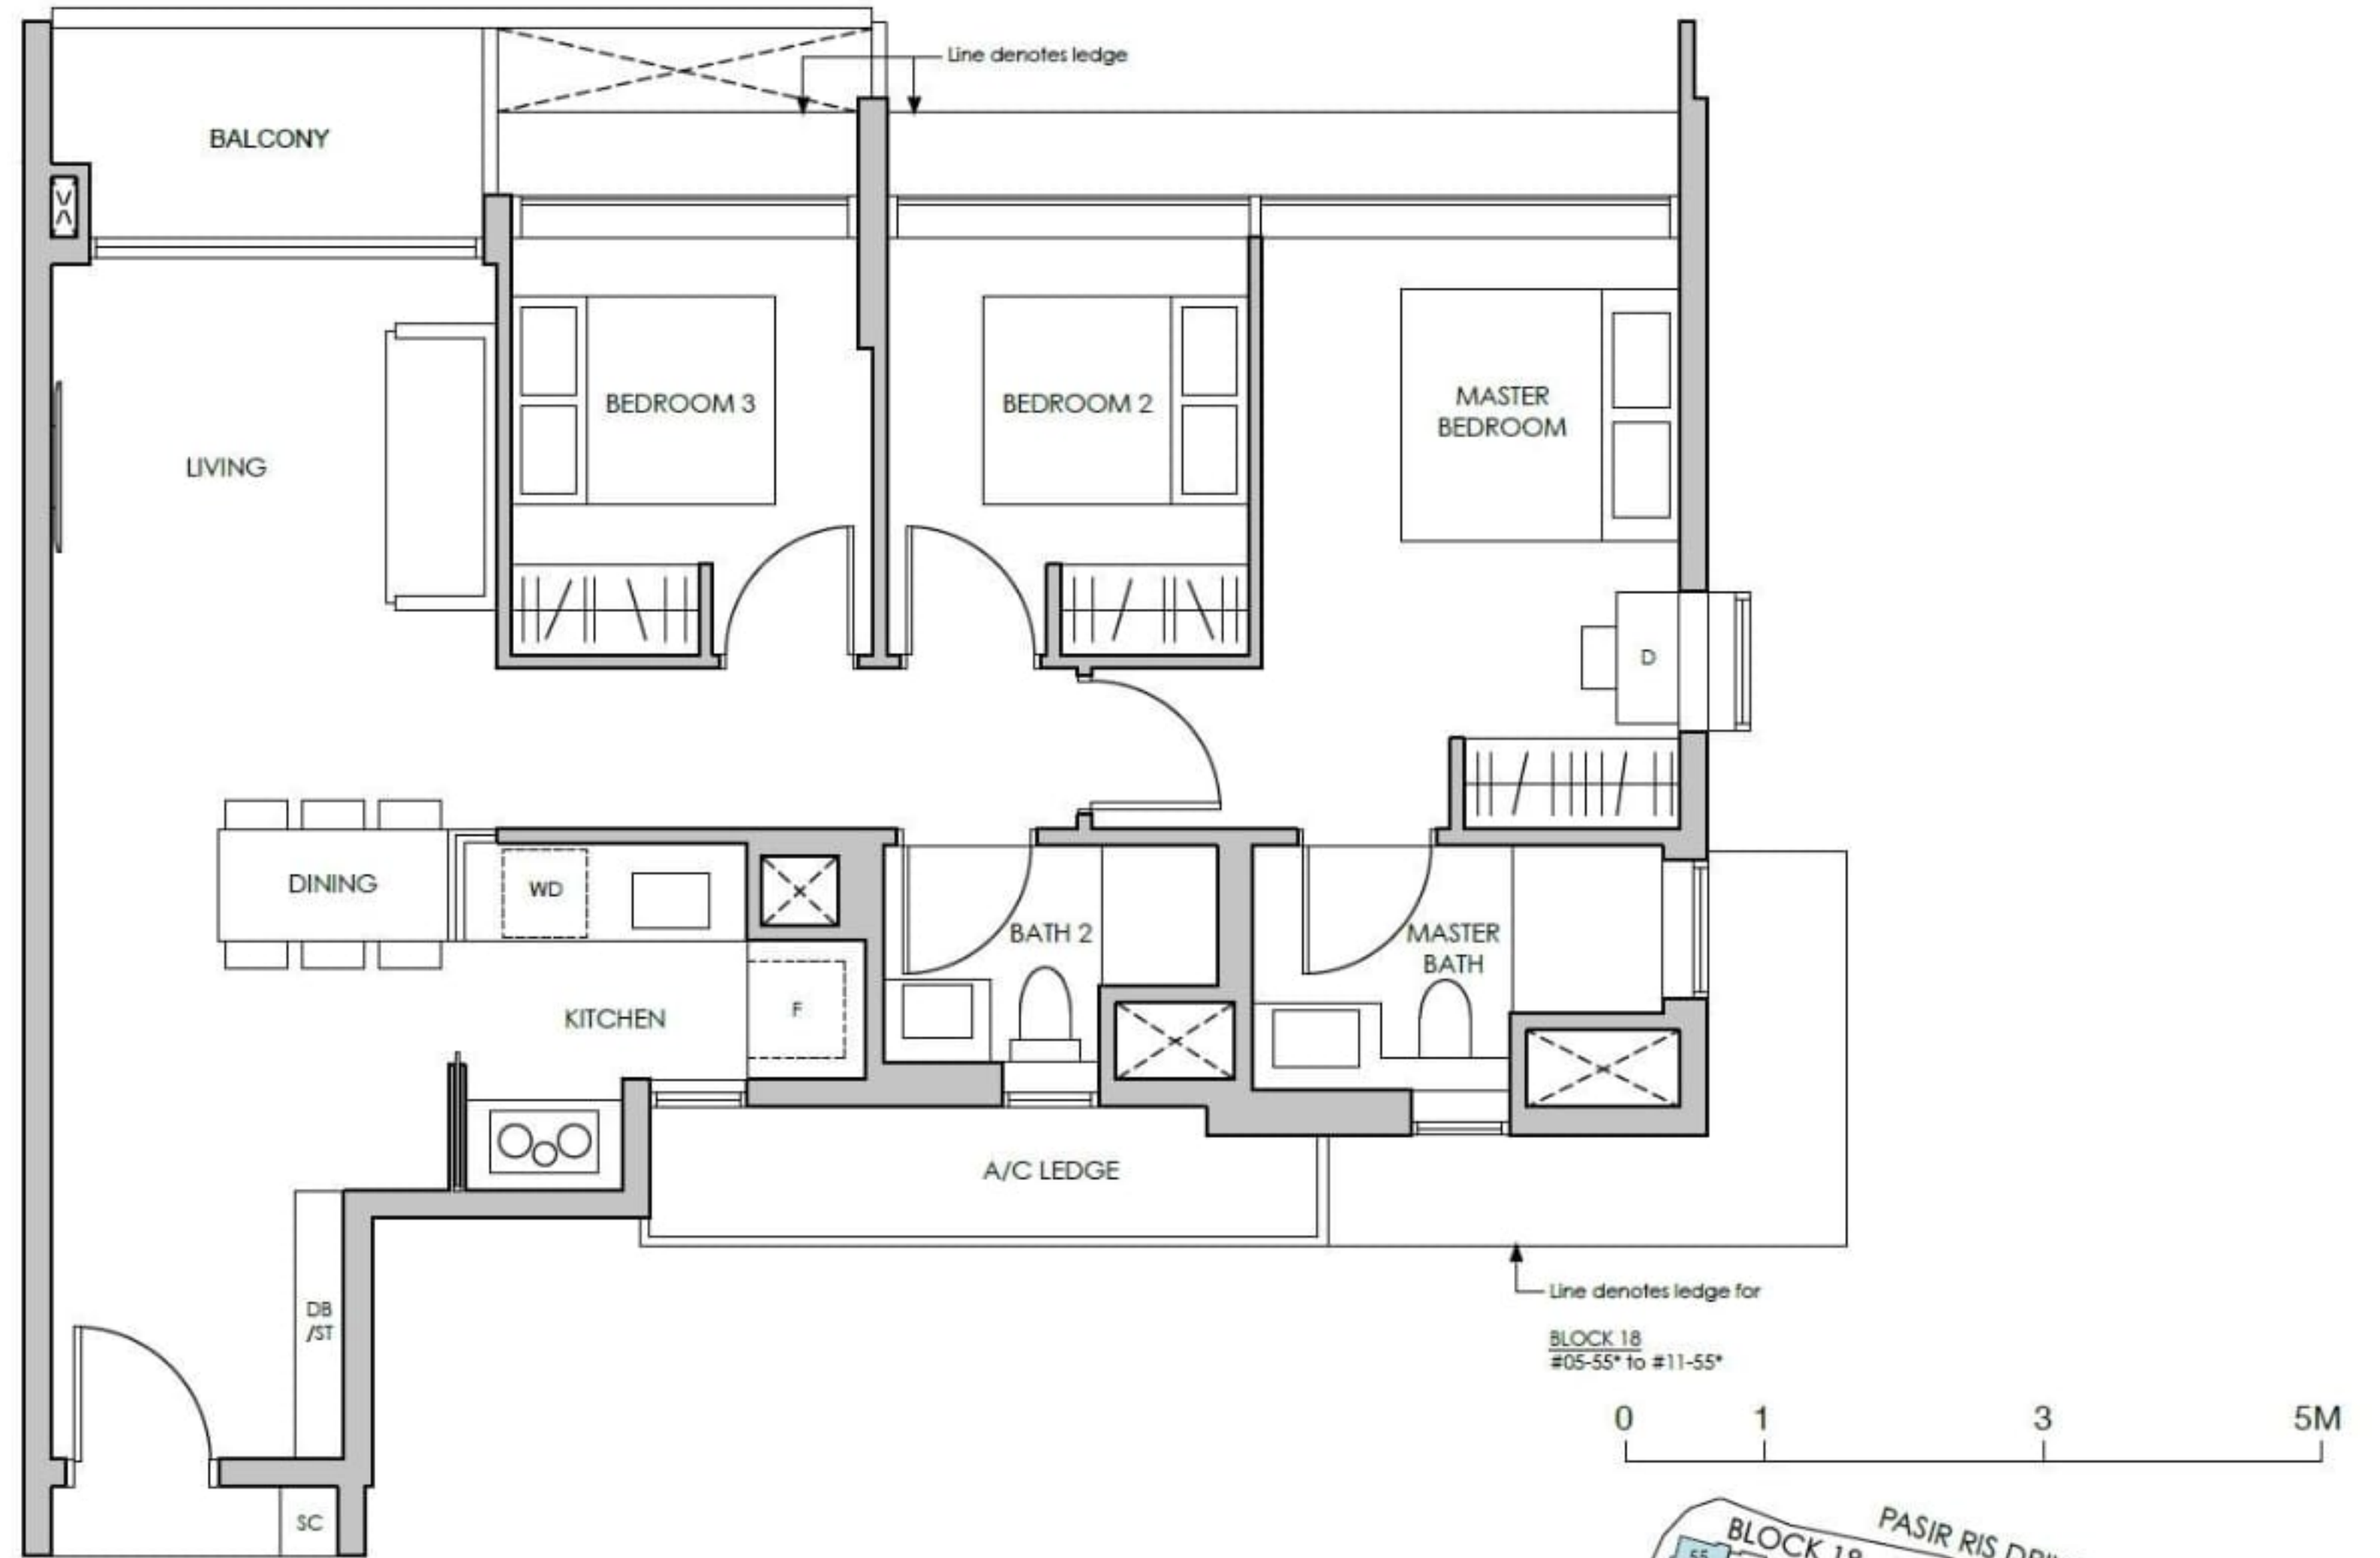 Line denotes ledge
BALCONY
BEDROOM 3
BEDROOM 2
MASTER
BEDROOM
LIVING
D
DINING
WD
BATH 2
MASTER
BATH
KITCHEN
F
A/C LEDGE
Line denotes ledge for
DB
/ST
BLOCK 18
#05-55* to #11-55*
0 1 3 5M
SC
PASIR RIS
BLOCK 18
55